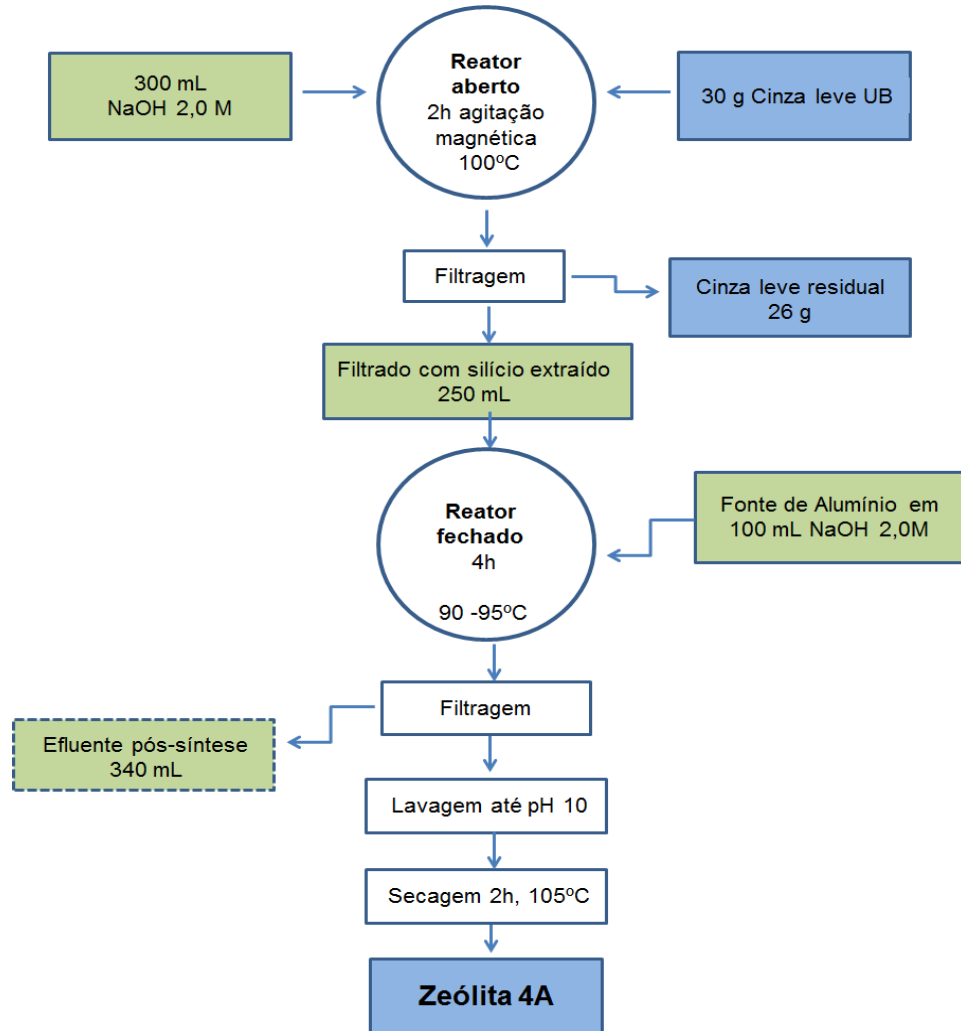 300 mL
NaOH 2,0 M
Reator
aberto
2h agitação
magnética
100ºC
30 g Cinza leve UB
Filtragem
Cinza leve residual
26 g
Filtrado com silício extraído
250 mL
Reator
fechado
4h
90 -95ºC
Fonte de Alumínio em
100 mL NaOH 2,0M
Filtragem
Efluente pós-síntese
340 mL
Lavagem até pH 10
Secagem 2h, 105ºC
Zeólita 4A